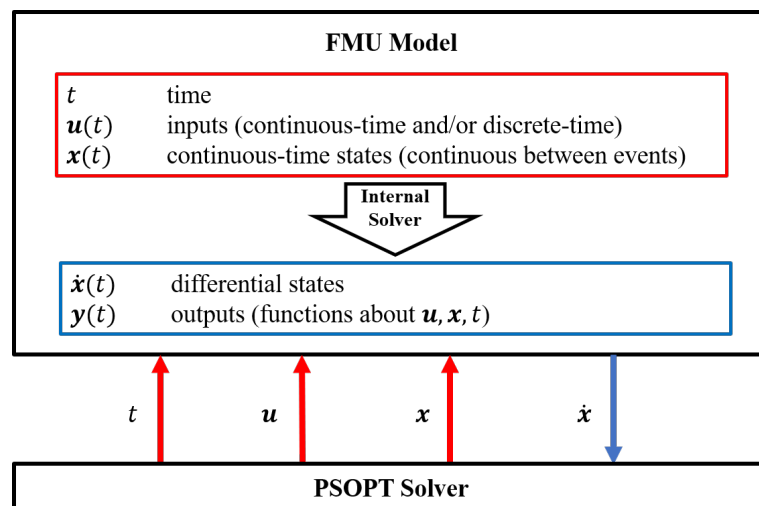 FMU Model
t time
u(t) inputs (continuous-time and/or discrete-time)
x(t) continuous-time states (continuous between events)
Internal
Solver
ẋ(t) differential states
y(t) outputs (functions about u, x, t)
t u x ẋ
PSOPT Solver